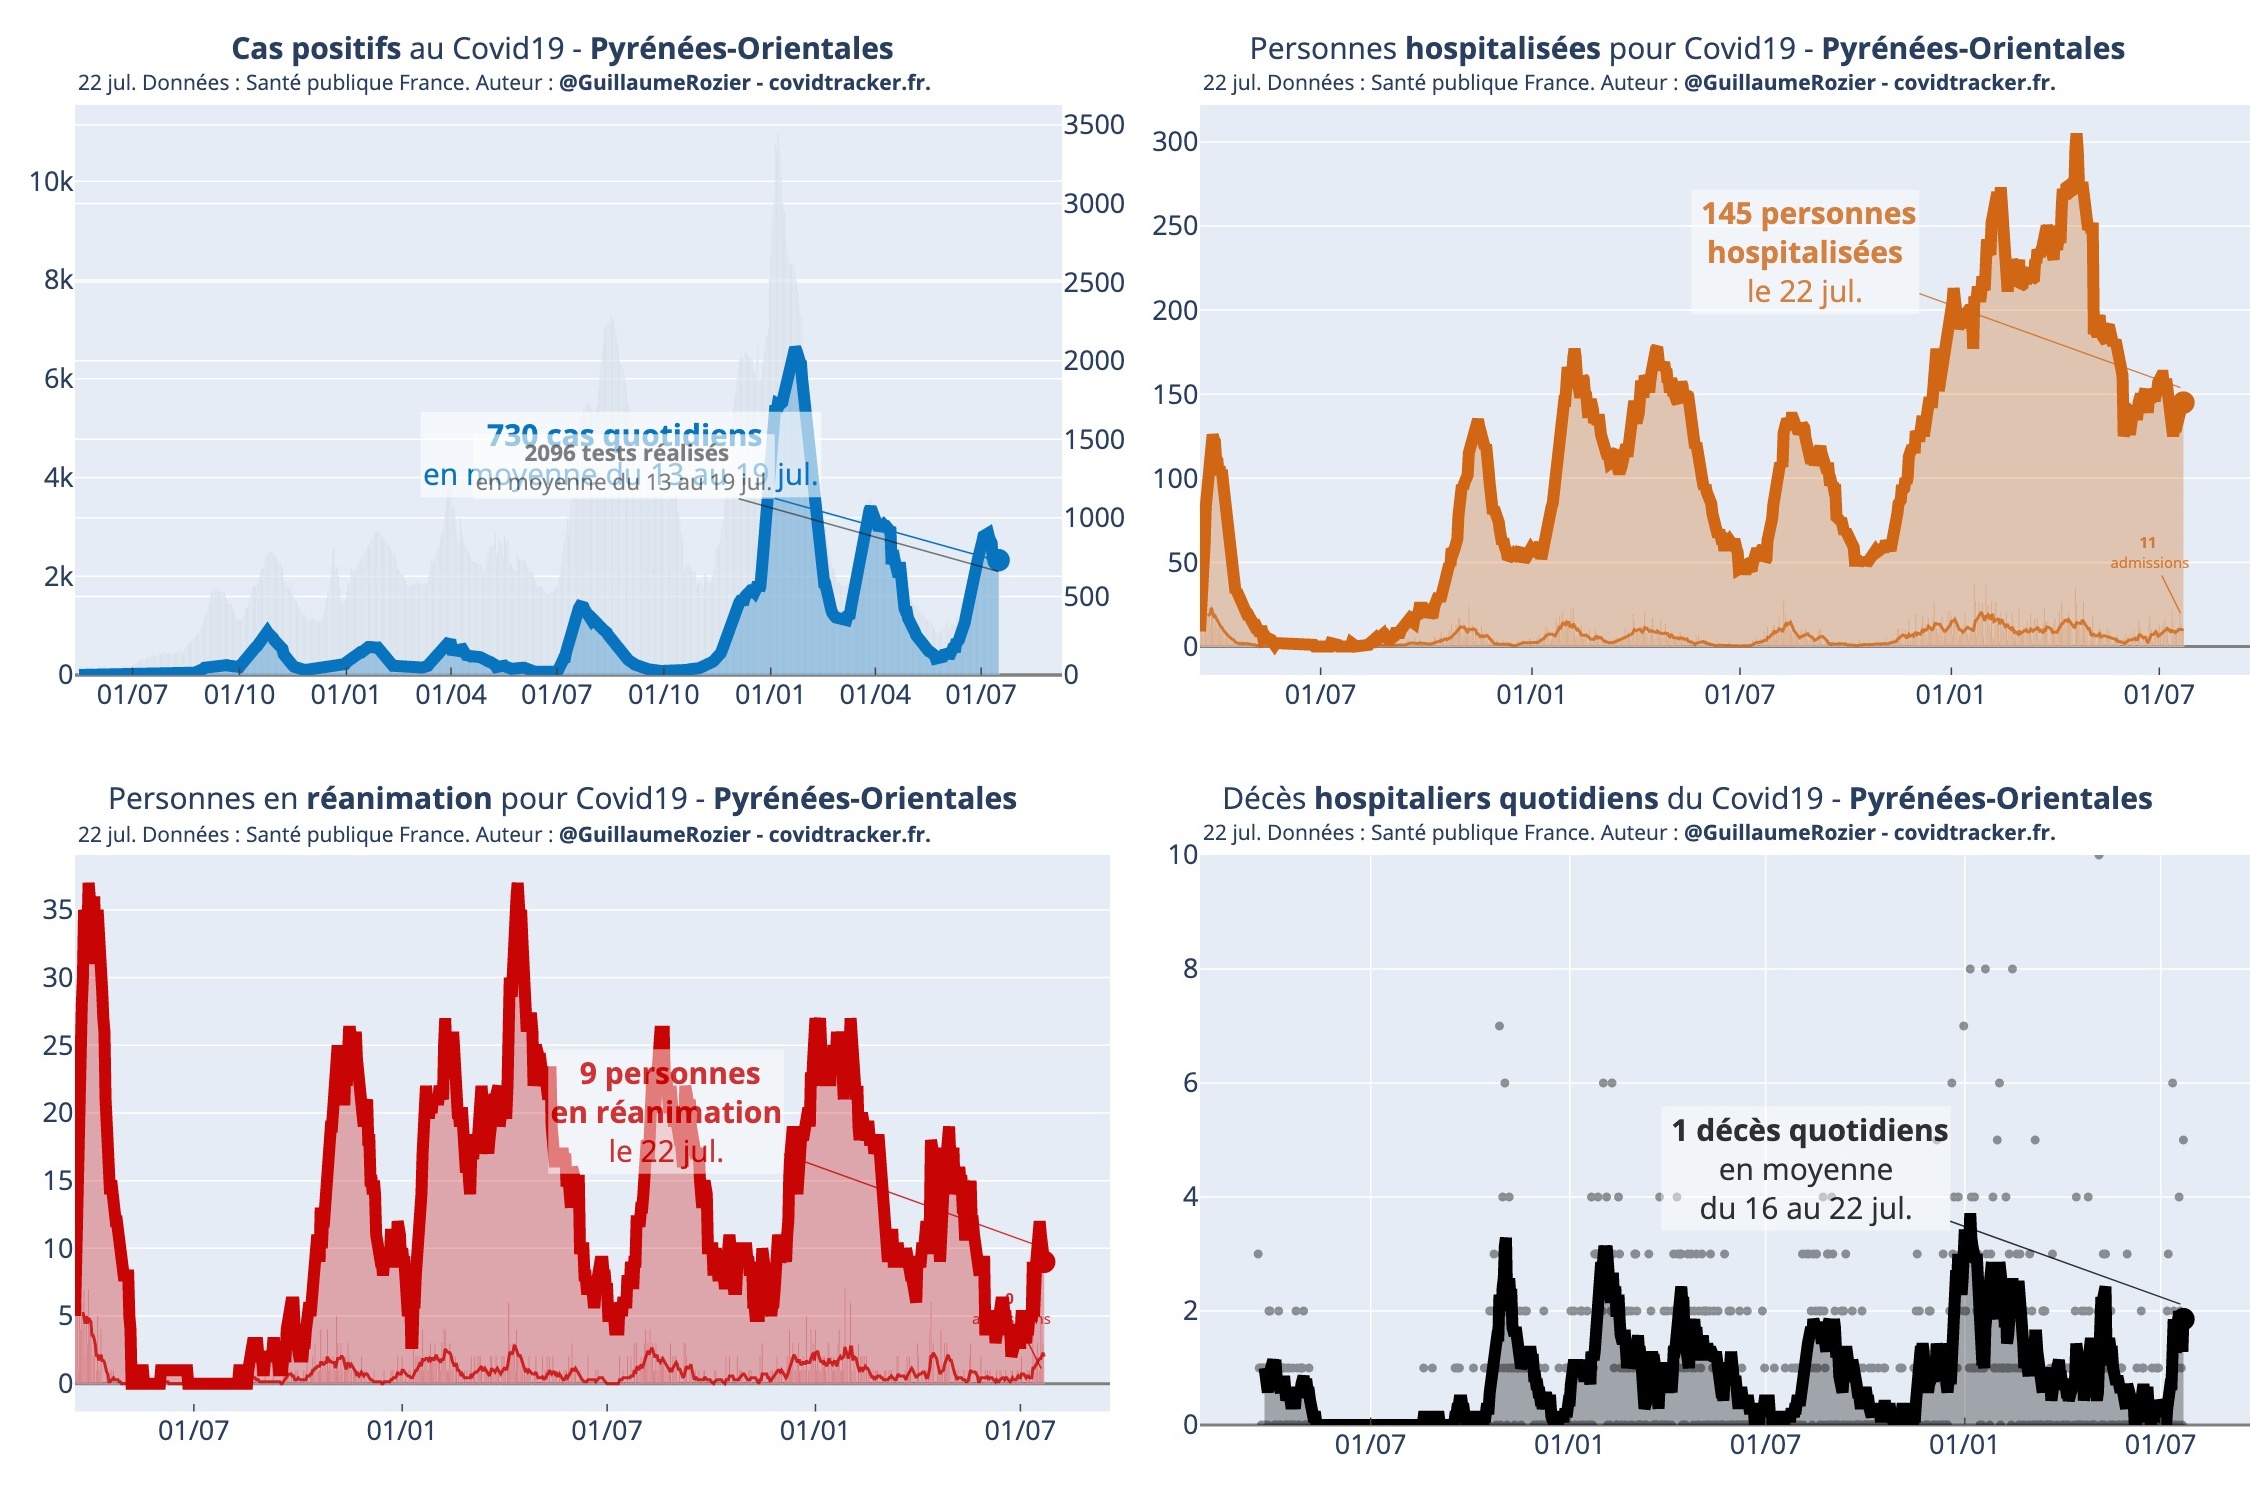 Cas positifs au Covid19 - Pyrénées-Orientales
22 jul. Données : Santé publique France. Auteur : @GuillaumeRozier - covidtracker.fr.
10k
8k
6k
4k
2k
0
3500
3000
2500
2000
1500
1000
500
0
730 cas quotidiens
en moyenne du 13 au 19 jul.
2096 tests réalisés
en moyenne du 13 au 19 jul.
01/07 01/10 01/01 01/04 01/07 01/10 01/01 01/04 01/07
Personnes hospitalisées pour Covid19 - Pyrénées-Orientales
22 jul. Données : Santé publique France. Auteur : @GuillaumeRozier - covidtracker.fr.
300
250
200
150
100
50
0
145 personnes
hospitalisées
le 22 jul.
11
admissions
01/07 01/01 01/07 01/01 01/07
Personnes en réanimation pour Covid19 - Pyrénées-Orientales
22 jul. Données : Santé publique France. Auteur : @GuillaumeRozier - covidtracker.fr.
35
30
25
20
15
10
5
0
9 personnes
en réanimation
le 22 jul.
0
01/07 01/01 01/07 01/01 01/07
Décès hospitaliers quotidiens du Covid19 - Pyrénées-Orientales
22 jul. Données : Santé publique France. Auteur : @GuillaumeRozier - covidtracker.fr.
10
8
6
4
2
0
1 décès quotidiens
en moyenne
du 16 au 22 jul.
01/07 01/01 01/07 01/01 01/07